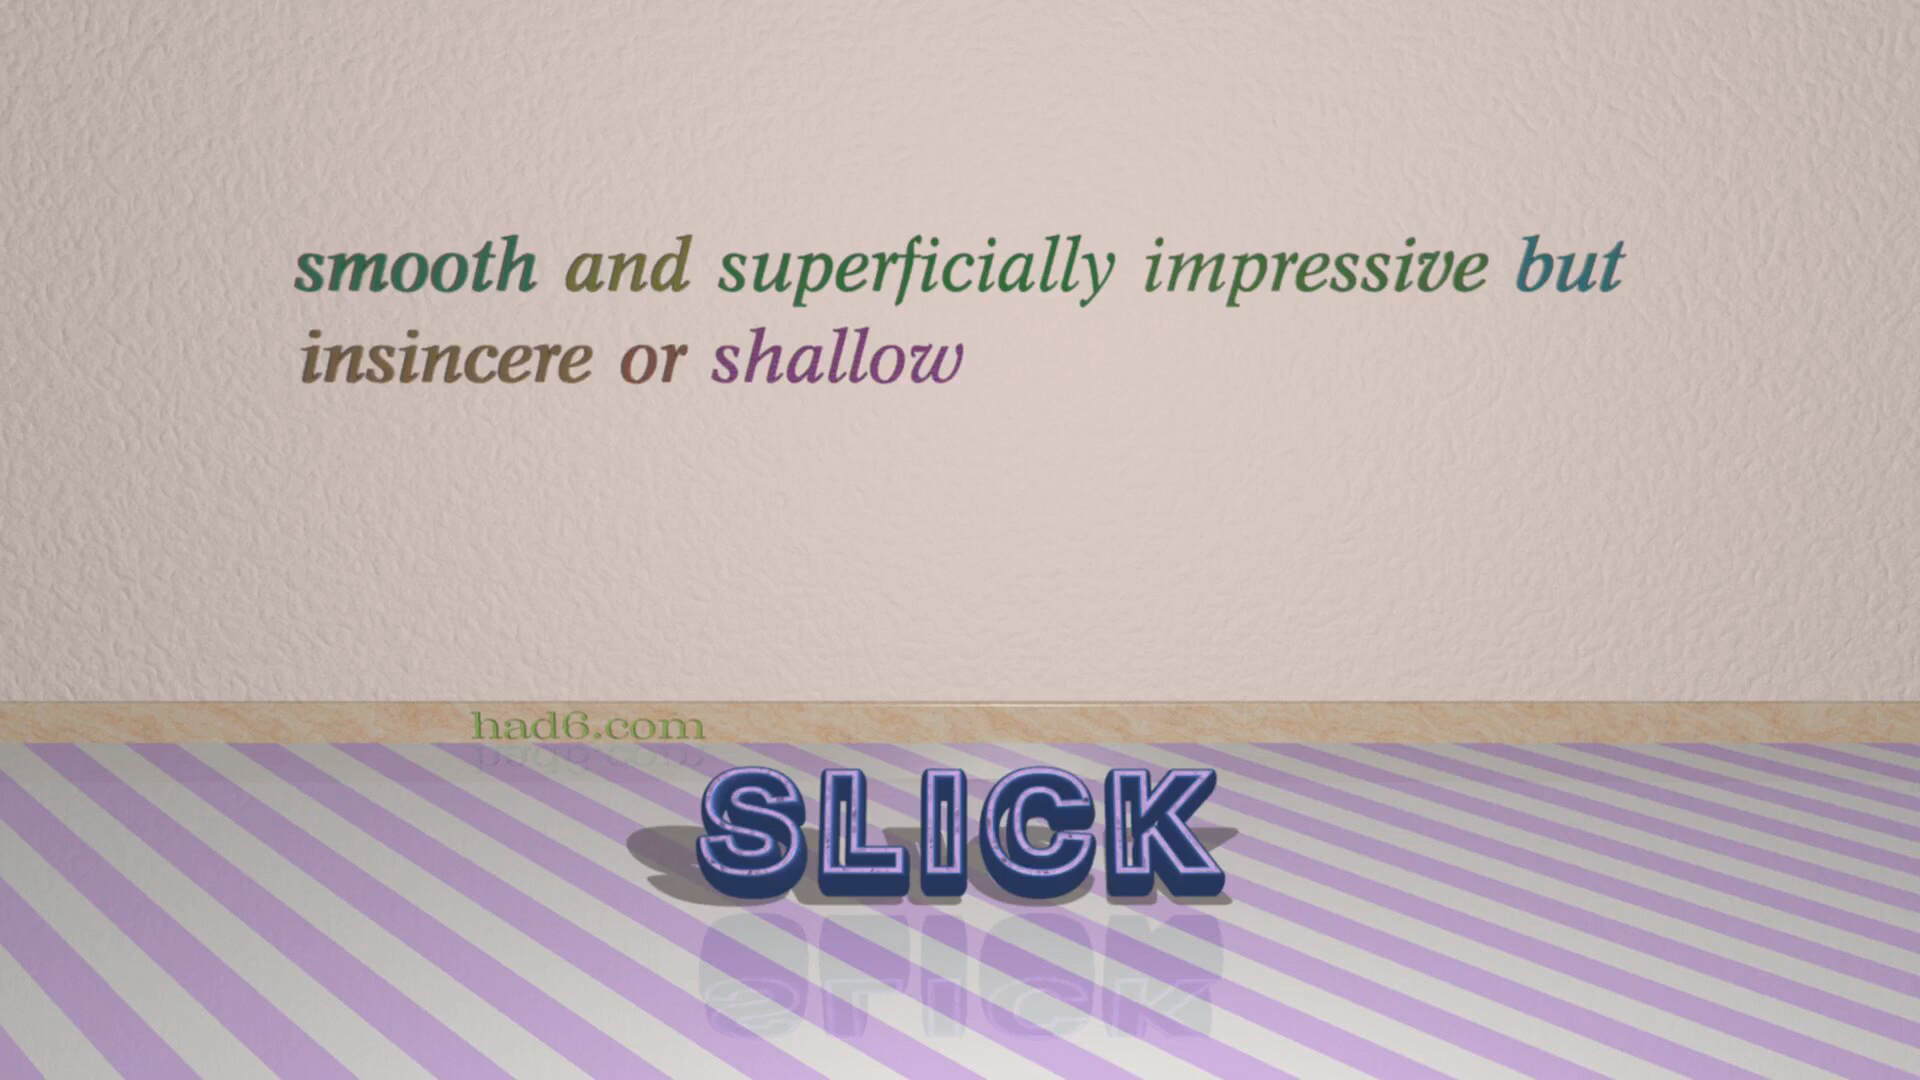 smooth and superficially impressive but
insincere or shallow
had6.com
SLICK